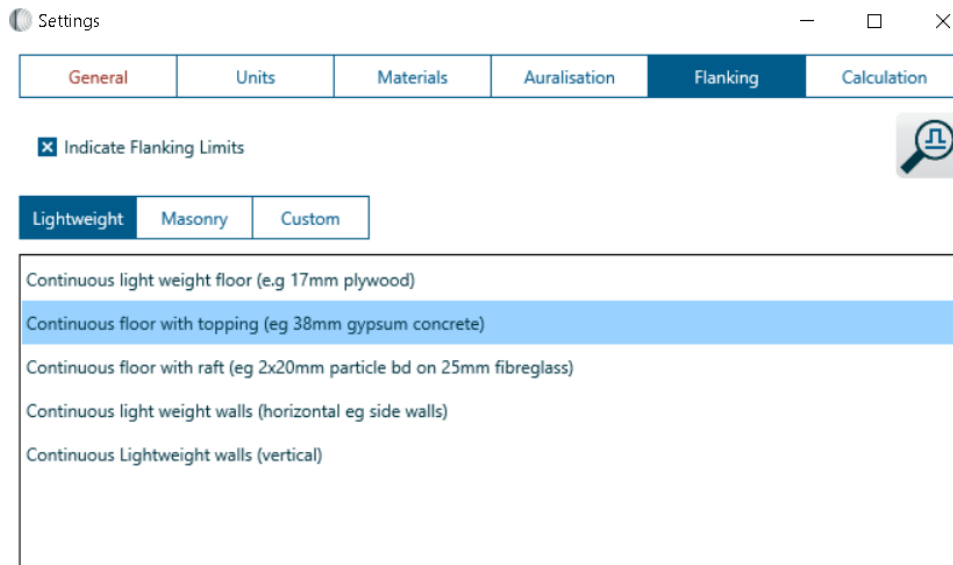 Settings
General Units Materials Auralisation Flanking Calculation
Indicate Flanking Limits
Lightweight Masonry Custom
Continuous light weight floor (e.g 17mm plywood)
Continuous floor with topping (eg 38mm gypsum concrete)
Continuous floor with raft (eg 2x20mm particle bd on 25mm fibreglass)
Continuous light weight walls (horizontal eg side walls)
Continuous Lightweight walls (vertical)